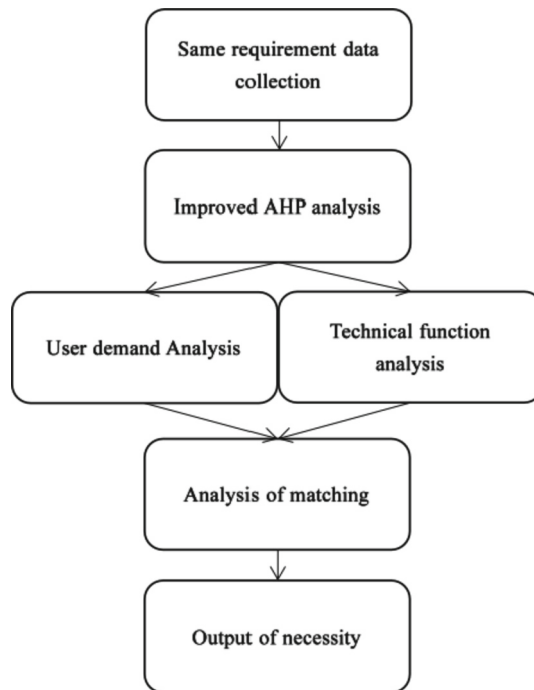 Same requirement data
collection
Improved AHP analysis
User demand Analysis
Technical function
analysis
Analysis of matching
Output of necessity